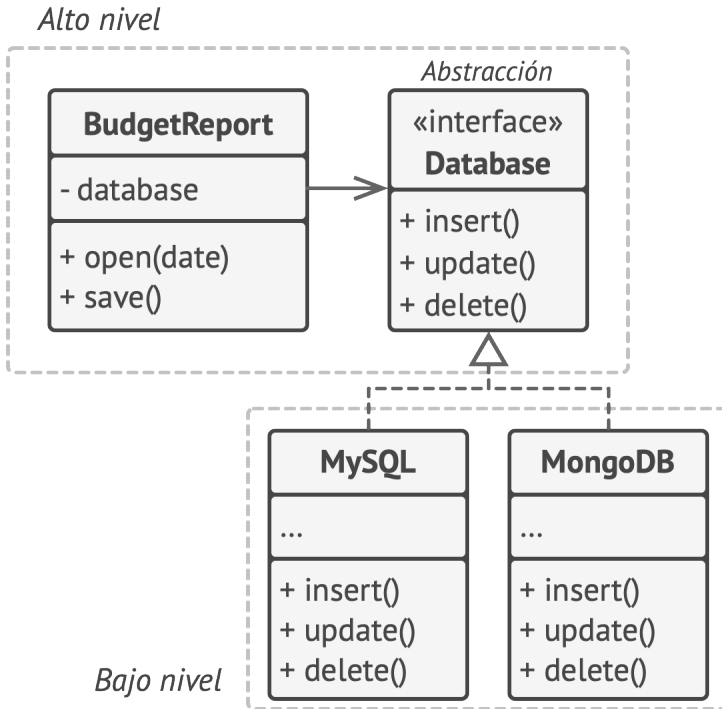 Alto nivel
BudgetReport
- database
+ open(date)
+ save()
Abstracción
«interface»
Database
+ insert()
+ update()
+ delete()
MySQL
...
+ insert()
+ update()
+ delete()
MongoDB
...
+ insert()
+ update()
+ delete()
Bajo nivel